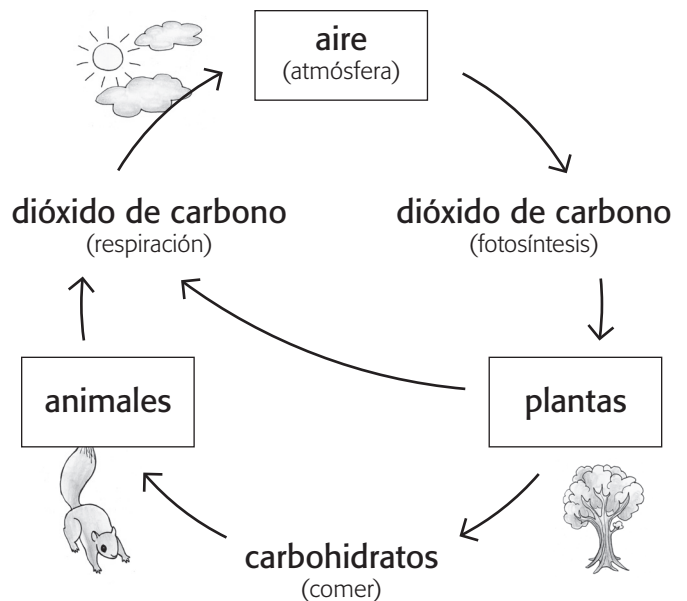 aire
(atmósfera)
dióxido de carbono
(respiración)
dióxido de carbono
(fotosíntesis)
animales
plantas
carbohidratos
(comer)